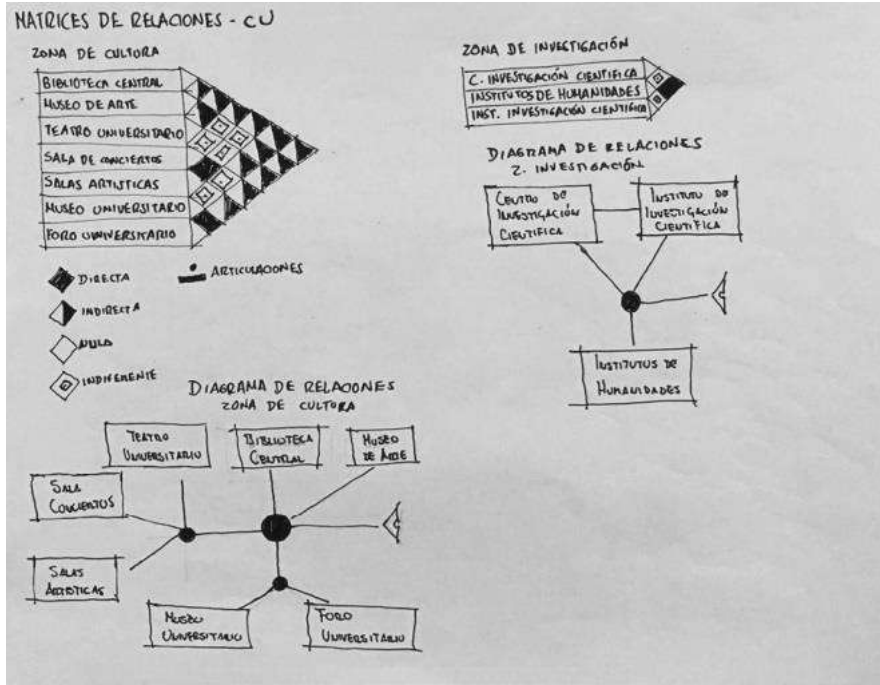 MATRICES DE RELACIONES - CU
ZONA DE CULTURA
BIBLIOTECA CENTRAL
MUSEO DE ARTE
TEATRO UNIVERSITARIO
SALA DE CONCIERTOS
SALAS ARTISTICAS
MUSEO UNIVERSITARIO
FORO UNIVERSITARIO
DIRECTA
ARTICULACIONES
INDIRECTA
NULA
INDIFERENTE
ZONA DE INVESTIGACIÓN
C. INVESTIGACIÓN CIENTIFICA
INSTITUTOS DE HUMANIDADES
INST. INVESTIGACIÓN CIENTIFICA
DIAGRAMA DE RELACIONES
Z. INVESTIGACIÓN
CENTRO DE
INVESTIGACIÓN
CIENTIFICA
INSTITUTO DE
INVESTIGACIÓN
CIENTIFICA
INSTITUTOS DE
HUMANIDADES
DIAGRAMA DE RELACIONES
ZONA DE CULTURA
TEATRO
UNIVERSITARIO
BIBLIOTECA
CENTRAL
MUSEO
DE ARTE
SALA
CONCIERTOS
SALAS
ARTISTICAS
MUSEO
UNIVERSITARIO
FORO
UNIVERSITARIO